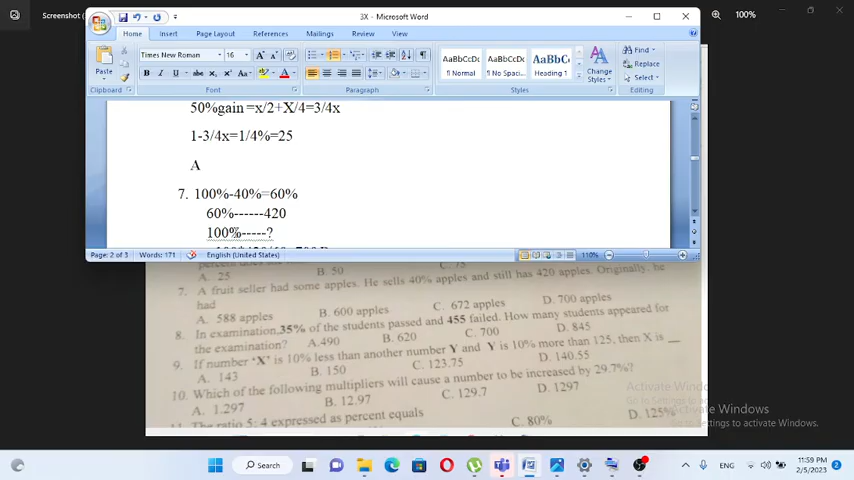 Screenshot (
3X - Microsoft Word
100%
Home Insert Page Layout References Mailings Review View
Paste
Clipboard
Times New Roman 16
Font
Paragraph
AaBbCcDc AaBbCcDc AaBbC
¶ Normal ¶ No Spaci... Heading 1
Styles
Change Styles
Find
Replace
Select
Editing
50%gain =x/2+X/4=3/4x
1-3/4x=1/4%=25
A
7. 100%-40%=60%
60%------420
100%-----?
Page: 2 of 3 Words: 171 English (United States) 110%
A. 25 B. 50 C. 75
7. A fruit seller had some apples. He sells 40% apples and still has 420 apples. Originally, he
had
A. 588 apples B. 600 apples C. 672 apples D. 700 apples
8. In examination,35% of the students passed and 455 failed. How many students appeared for
the examination? A.490 B. 620 C. 700 D. 845
9. If number ‘X’ is 10% less than another number Y and Y is 10% more than 125, then X is __
A. 143 B. 150 C. 123.75 D. 140.55
10. Which of the following multipliers will cause a number to be increased by 29.7%?
A. 1.297 B. 12.97 C. 129.7 D. 1297
11. The ratio 5: 4 expressed as percent equals
C. 80% D. 125%
Activate Windows
Go to Settings to activate Windows.
Search
ENG
11:59 PM
2/5/2023